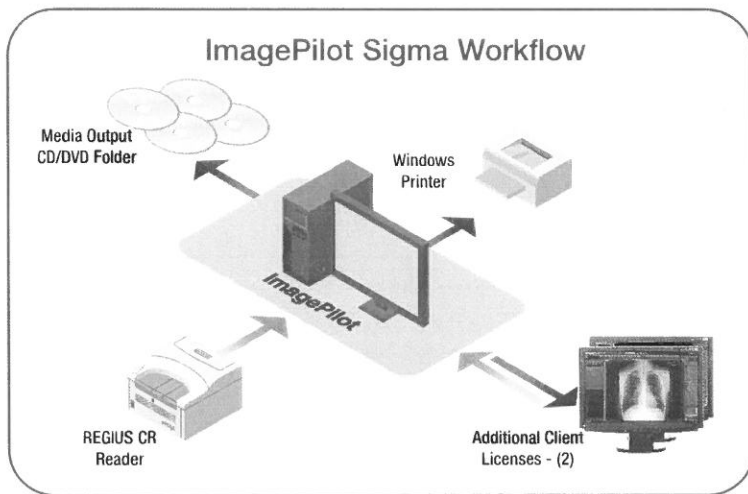 ImagePilot Sigma Workflow
Media Output
CD/DVD Folder
Windows
Printer
ImagePilot
REGIUS CR
Reader
Additional Client
Licenses - (2)